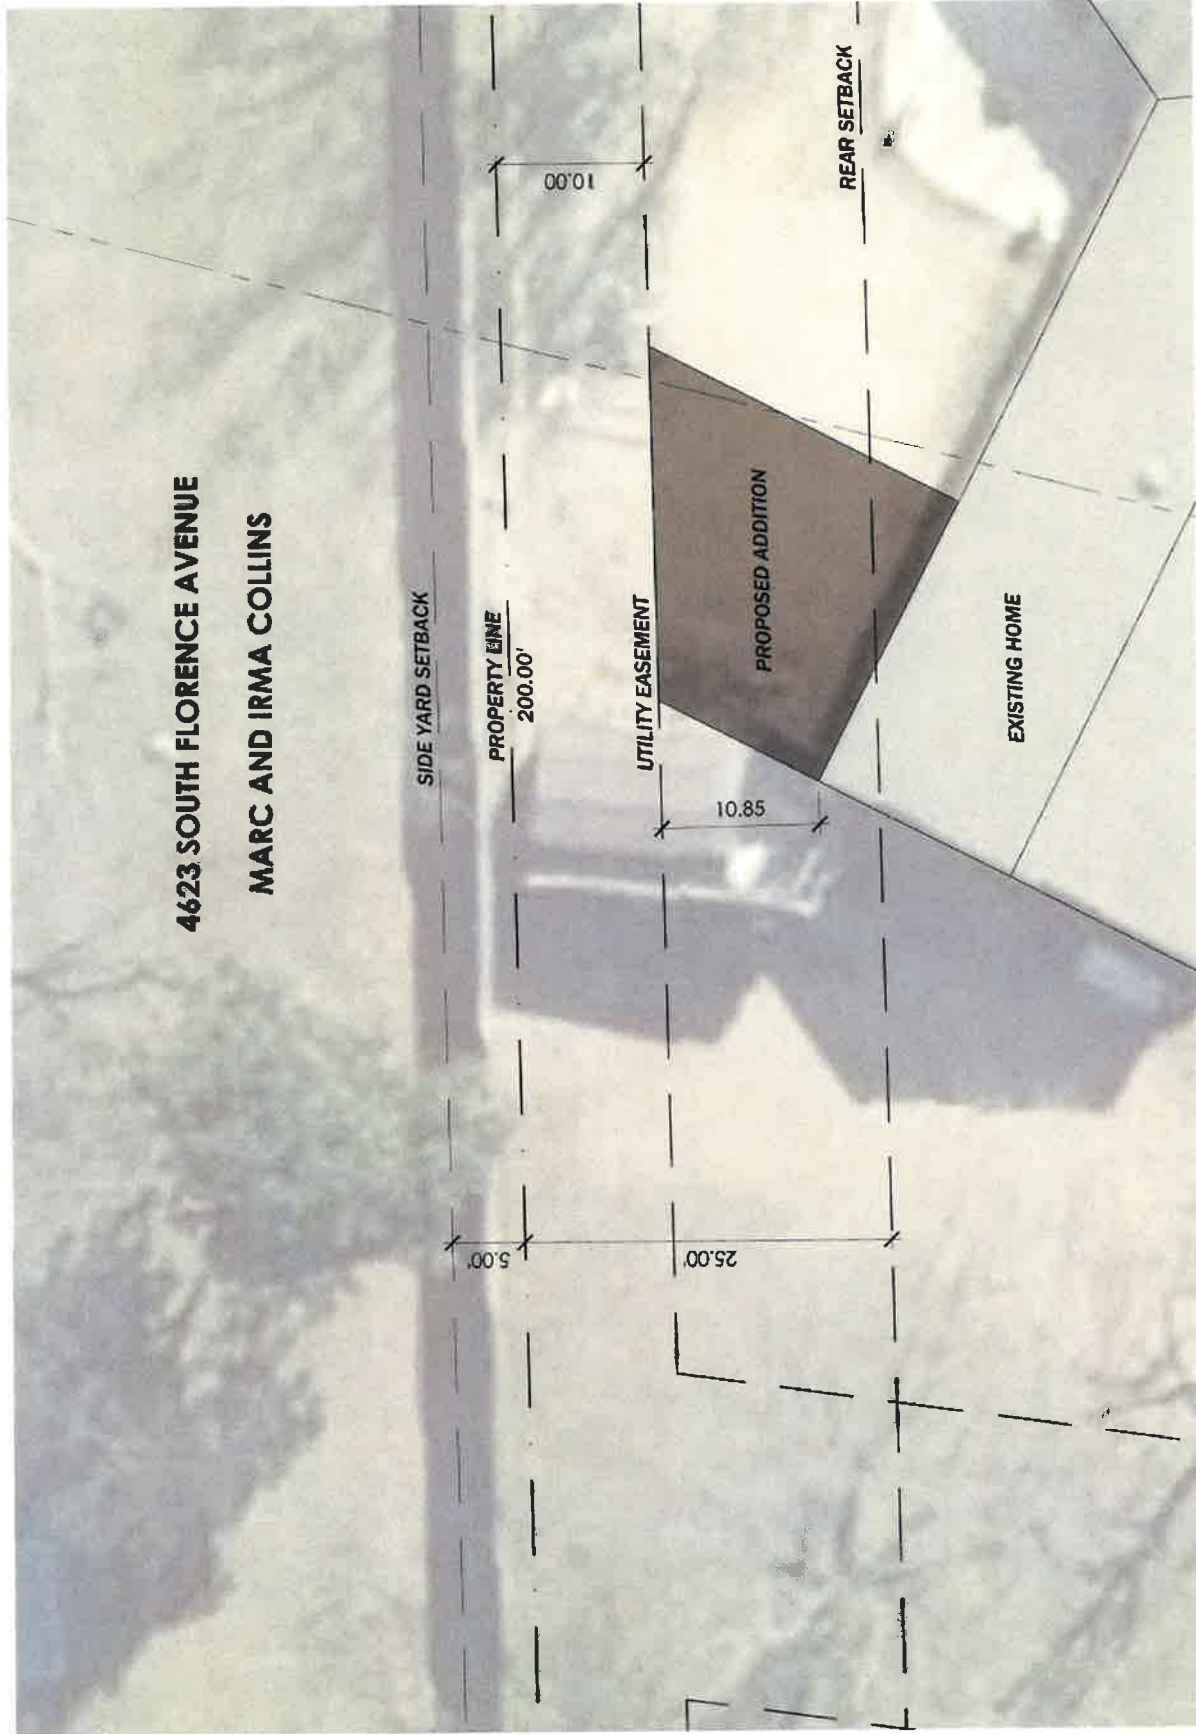 4623 SOUTH FLORENCE AVENUE
MARC AND IRMA COLLINS
SIDE YARD SETBACK
PROPERTY LINE
200.00'
UTILITY EASEMENT
REAR SETBACK
PROPOSED ADDITION
EXISTING HOME
10.00
10.85
5.00'
25.00'